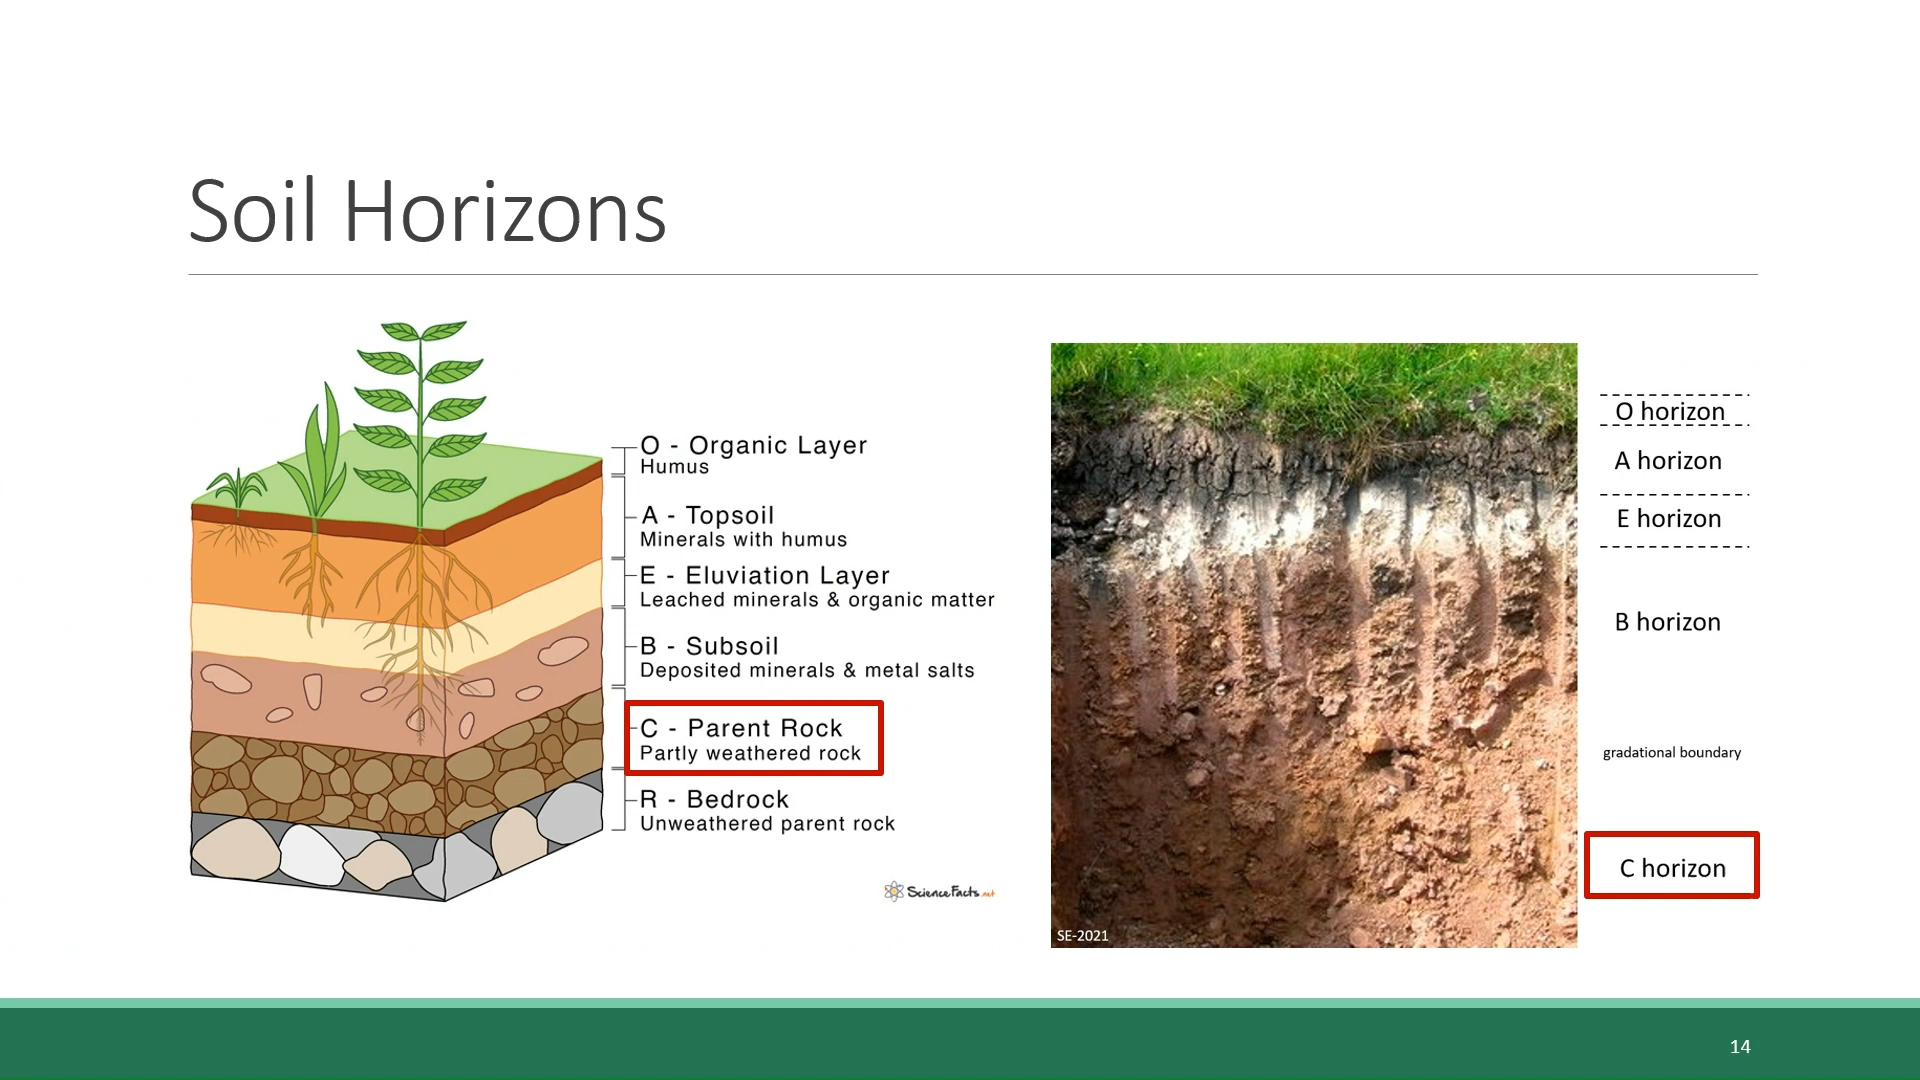 Soil Horizons
O - Organic Layer
Humus
A - Topsoil
Minerals with humus
E - Eluviation Layer
Leached minerals & organic matter
B - Subsoil
Deposited minerals & metal salts
C - Parent Rock
Partly weathered rock
R - Bedrock
Unweathered parent rock
ScienceFacts.net
O horizon
A horizon
E horizon
B horizon
gradational boundary
C horizon
SE-2021
14